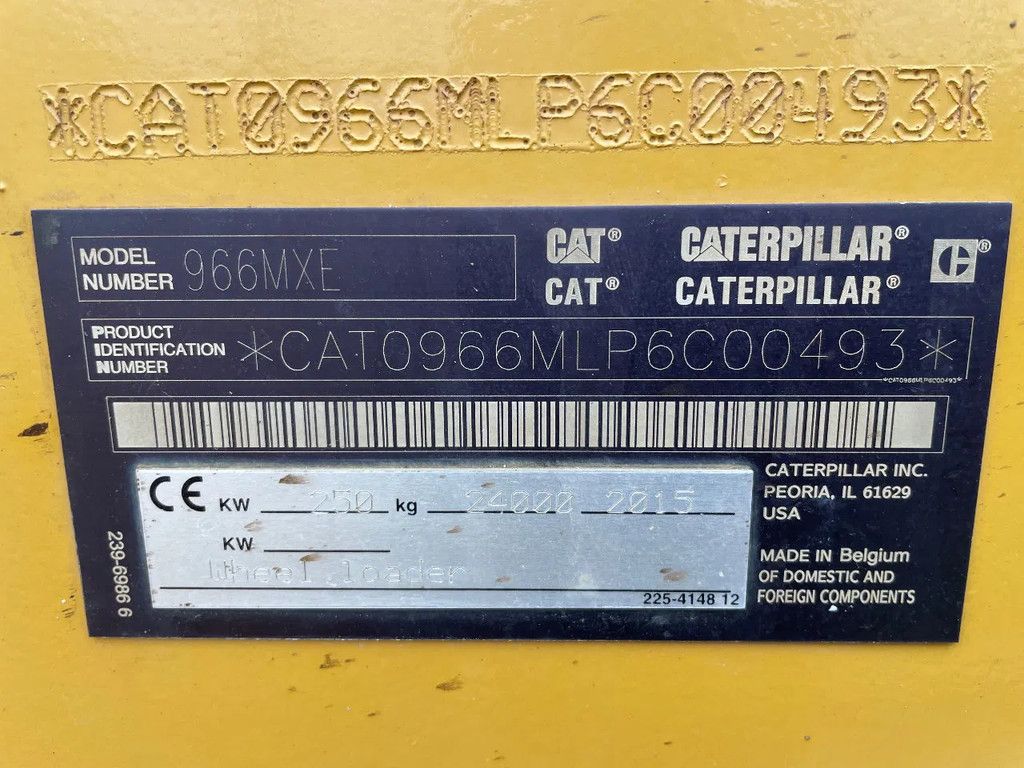 *CAT0966MLP6C00493*
MODEL NUMBER 966MXE
CAT® CATERPILLAR®
CAT® CATERPILLAR®
PRODUCT IDENTIFICATION NUMBER *CAT0966MLP6C00493*
*CAT0966MLP6C00493*
CE KW 250 kg 24000 2015
KW
Wheel loader
225-4148 12
239-6986 6
CATERPILLAR INC.
PEORIA, IL 61629
USA
MADE IN Belgium
OF DOMESTIC AND
FOREIGN COMPONENTS